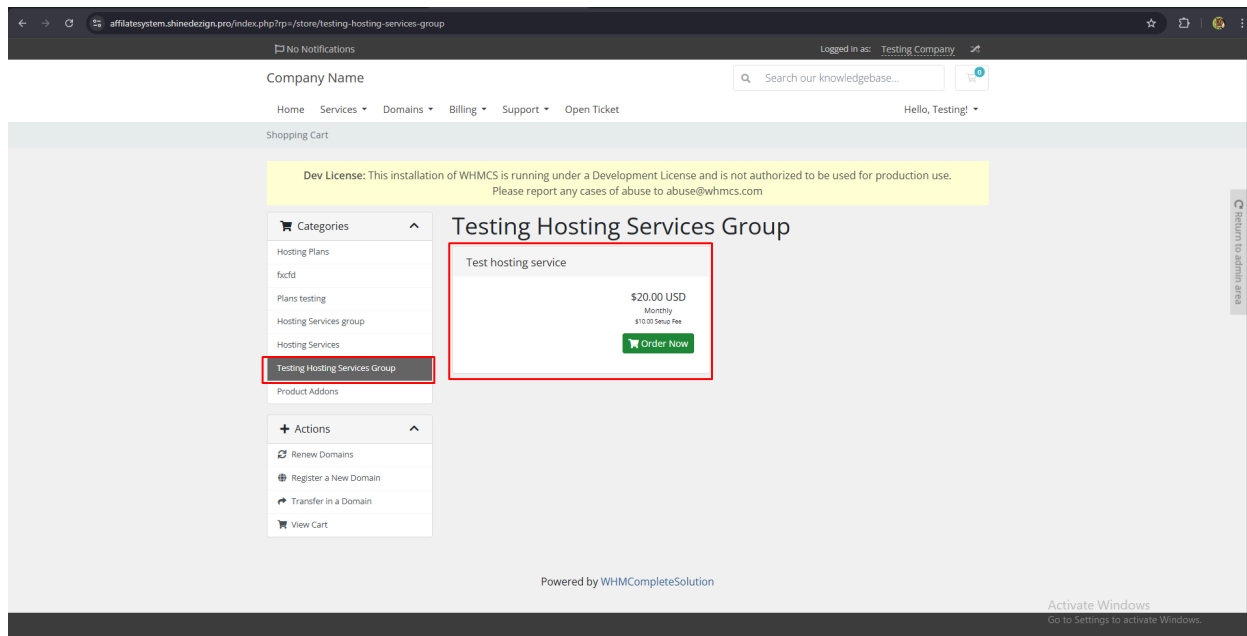 affilatesystem.shinedezign.pro/index.php?rp=/store/testing-hosting-services-group
No Notifications
Logged in as: Testing Company
Company Name
Search our knowledgebase...
0
Home Services Domains Billing Support Open Ticket
Hello, Testing!
Shopping Cart
Dev License: This installation of WHMCS is running under a Development License and is not authorized to be used for production use.
Please report any cases of abuse to abuse@whmcs.com
Categories
Hosting Plans
fxcfd
Plans testing
Hosting Services group
Hosting Services
Testing Hosting Services Group
Product Addons
Actions
Renew Domains
Register a New Domain
Transfer in a Domain
View Cart
Testing Hosting Services Group
Test hosting service
$20.00 USD
Monthly
$10.00 Setup Fee
Order Now
Return to admin area
Powered by WHMCompleteSolution
Activate Windows
Go to Settings to activate Windows.